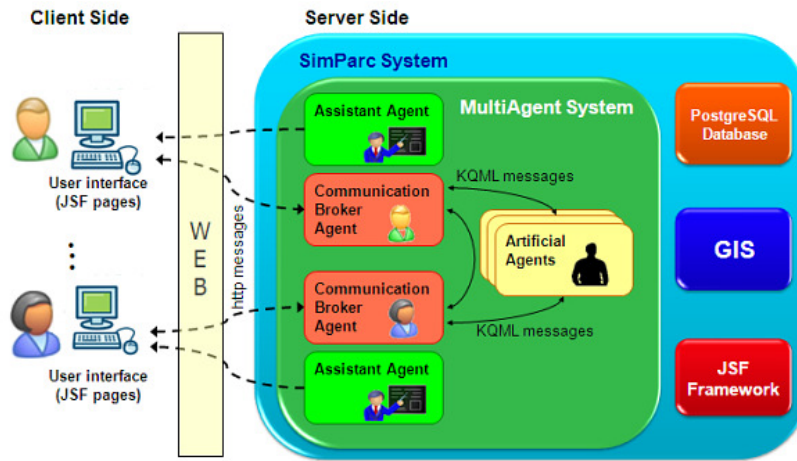 Client Side
Server Side
SimParc System
MultiAgent System
Assistant Agent
PostgreSQL
Database
User interface
(JSF pages)
KQML messages
Communication
Broker
Agent
WEB
http messages
Artificial
Agents
GIS
Communication
Broker
Agent
KQML messages
User interface
(JSF pages)
Assistant Agent
JSF
Framework